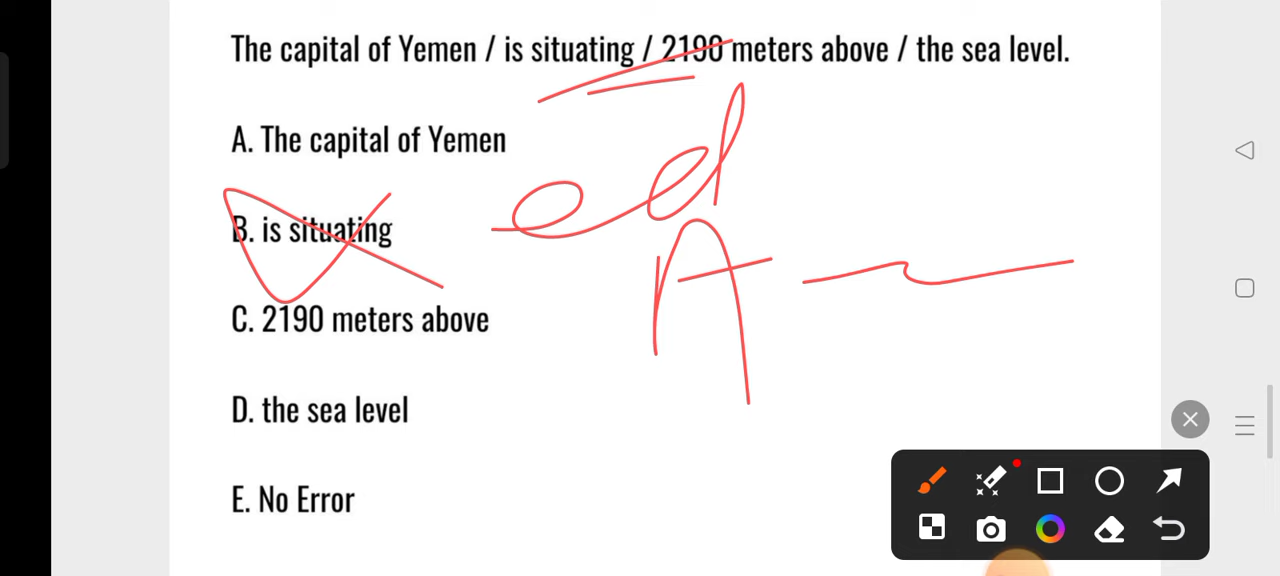 The capital of Yemen / is situating / 2190 meters above / the sea level.
A. The capital of Yemen
B. is situating
ed
A
C. 2190 meters above
D. the sea level
E. No Error